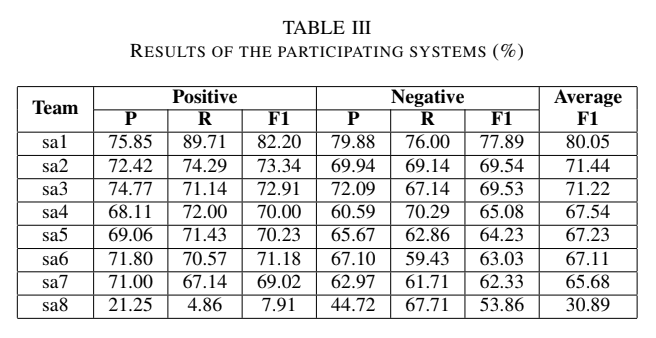 TABLE III
RESULTS OF THE PARTICIPATING SYSTEMS (%)
Team Positive Negative Average
P R F1 P R F1 F1
sa1 75.85 89.71 82.20 79.88 76.00 77.89 80.05
sa2 72.42 74.29 73.34 69.94 69.14 69.54 71.44
sa3 74.77 71.14 72.91 72.09 67.14 69.53 71.22
sa4 68.11 72.00 70.00 60.59 70.29 65.08 67.54
sa5 69.06 71.43 70.23 65.67 62.86 64.23 67.23
sa6 71.80 70.57 71.18 67.10 59.43 63.03 67.11
sa7 71.00 67.14 69.02 62.97 61.71 62.33 65.68
sa8 21.25 4.86 7.91 44.72 67.71 53.86 30.89